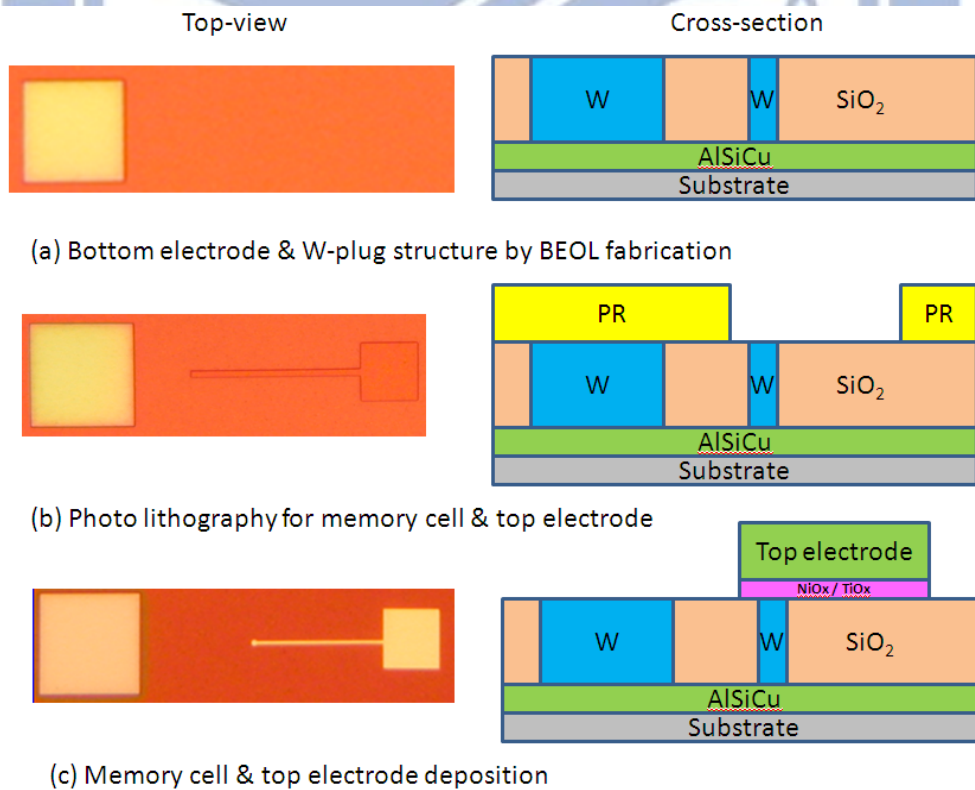 Top-view
Cross-section
W
W
SiO₂
AlSiCu
Substrate
(a) Bottom electrode & W-plug structure by BEOL fabrication
PR
PR
W
W
SiO₂
AlSiCu
Substrate
(b) Photo lithography for memory cell & top electrode
Top electrode
NiOx / TiOx
W
W
SiO₂
AlSiCu
Substrate
(c) Memory cell & top electrode deposition